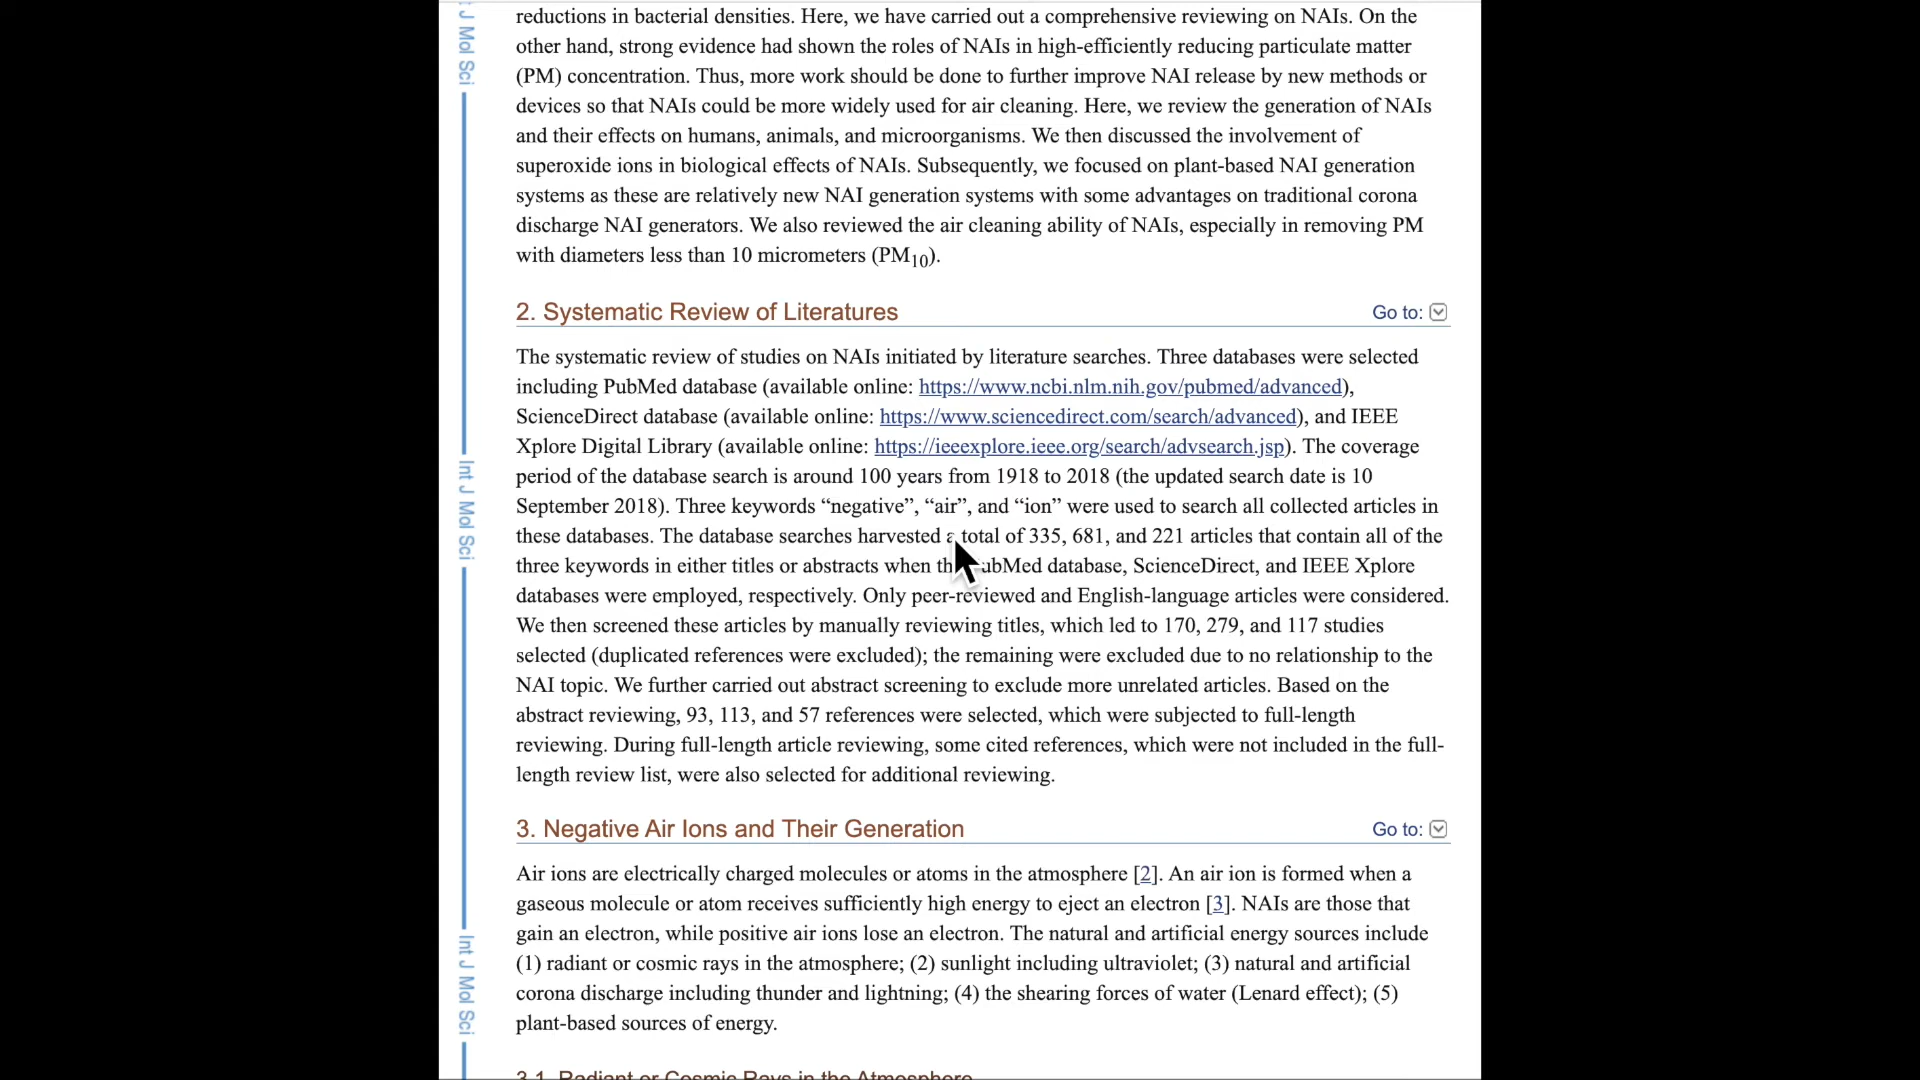 reductions in bacterial densities. Here, we have carried out a comprehensive reviewing on NAIs. On the
other hand, strong evidence had shown the roles of NAIs in high-efficiently reducing particulate matter
(PM) concentration. Thus, more work should be done to further improve NAI release by new methods or
devices so that NAIs could be more widely used for air cleaning. Here, we review the generation of NAIs
and their effects on humans, animals, and microorganisms. We then discussed the involvement of
superoxide ions in biological effects of NAIs. Subsequently, we focused on plant-based NAI generation
systems as these are relatively new NAI generation systems with some advantages on traditional corona
discharge NAI generators. We also reviewed the air cleaning ability of NAIs, especially in removing PM
with diameters less than 10 micrometers (PM10).
2. Systematic Review of Literatures Go to:
The systematic review of studies on NAIs initiated by literature searches. Three databases were selected
including PubMed database (available online: https://www.ncbi.nlm.nih.gov/pubmed/advanced),
ScienceDirect database (available online: https://www.sciencedirect.com/search/advanced), and IEEE
Xplore Digital Library (available online: https://ieeexplore.ieee.org/search/advsearch.jsp). The coverage
period of the database search is around 100 years from 1918 to 2018 (the updated search date is 10
September 2018). Three keywords “negative”, “air”, and “ion” were used to search all collected articles in
these databases. The database searches harvested a total of 335, 681, and 221 articles that contain all of the
three keywords in either titles or abstracts when the PubMed database, ScienceDirect, and IEEE Xplore
databases were employed, respectively. Only peer-reviewed and English-language articles were considered.
We then screened these articles by manually reviewing titles, which led to 170, 279, and 117 studies
selected (duplicated references were excluded); the remaining were excluded due to no relationship to the
NAI topic. We further carried out abstract screening to exclude more unrelated articles. Based on the
abstract reviewing, 93, 113, and 57 references were selected, which were subjected to full-length
reviewing. During full-length article reviewing, some cited references, which were not included in the full-
length review list, were also selected for additional reviewing.
3. Negative Air Ions and Their Generation Go to:
Air ions are electrically charged molecules or atoms in the atmosphere [2]. An air ion is formed when a
gaseous molecule or atom receives sufficiently high energy to eject an electron [3]. NAIs are those that
gain an electron, while positive air ions lose an electron. The natural and artificial energy sources include
(1) radiant or cosmic rays in the atmosphere; (2) sunlight including ultraviolet; (3) natural and artificial
corona discharge including thunder and lightning; (4) the shearing forces of water (Lenard effect); (5)
plant-based sources of energy.
3.1. Radiant or Cosmic Rays in the Atmosphere
J Mol Sci
Int J Mol Sci
Int J Mol Sci